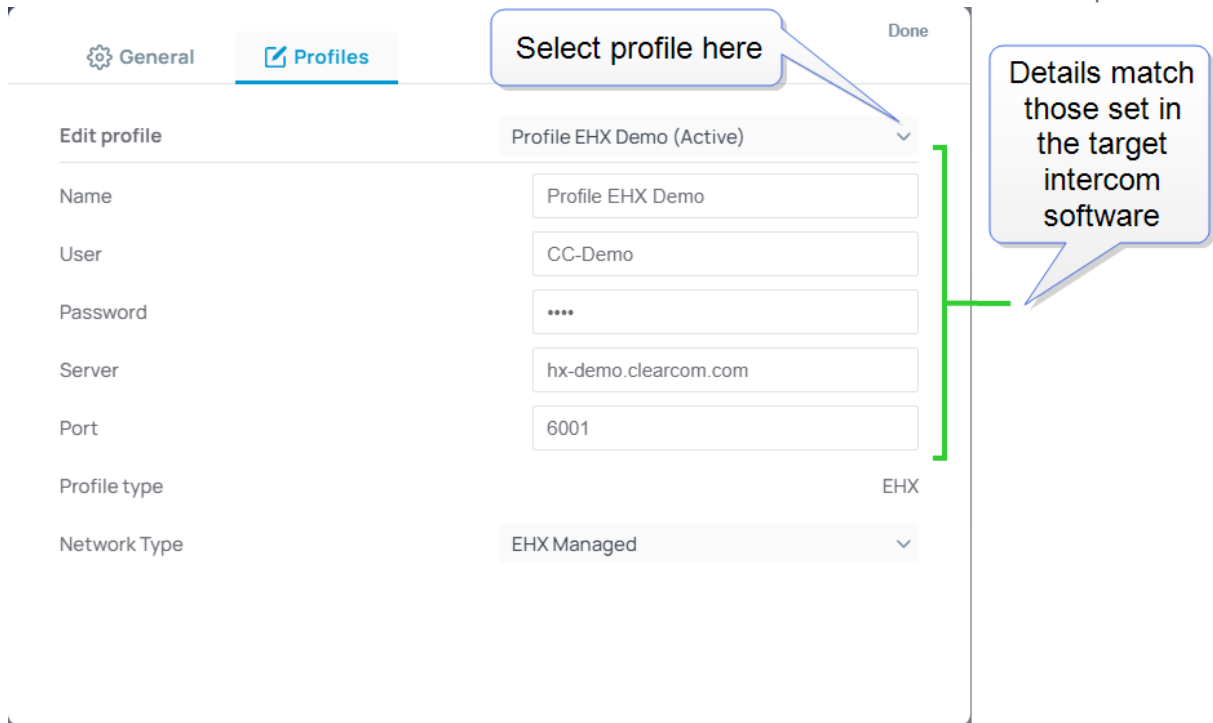 General
Profiles
Select profile here
Done
Details match
those set in
the target
intercom
software
Edit profile
Profile EHX Demo (Active)
Name
Profile EHX Demo
User
CC-Demo
Password
••••
Server
hx-demo.clearcom.com
Port
6001
Profile type
EHX
Network Type
EHX Managed